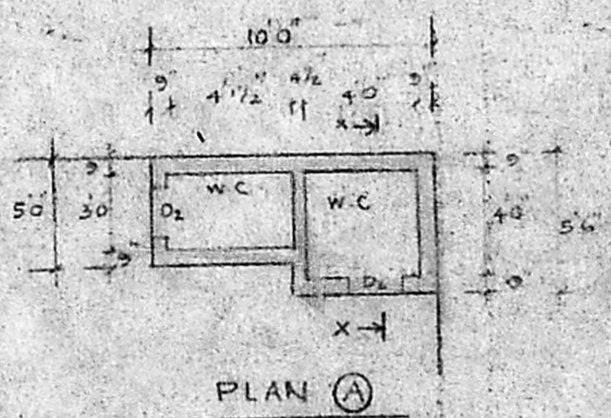 10'0"
9" 4'1½" 4½ 4'0" 9"
X
9" W.C W.C 9"
5'0" 3'0 D2 4'0" 5'6"
9" D2 9"
X
PLAN A